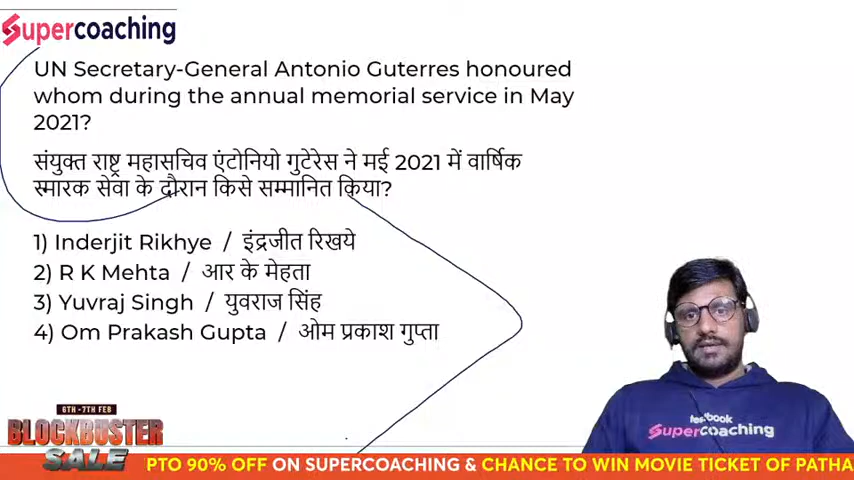 Supercoaching
UN Secretary-General Antonio Guterres honoured
whom during the annual memorial service in May
2021?
संयुक्त राष्ट्र महासचिव एंटोनियो गुटेरेस ने मई 2021 में वार्षिक
स्मारक सेवा के दौरान किसे सम्मानित किया?
1) Inderjit Rikhye / इंद्रजीत रिखये
2) R K Mehta / आर के मेहता
3) Yuvraj Singh / युवराज सिंह
4) Om Prakash Gupta / ओम प्रकाश गुप्ता
testbook
Supercoaching
6TH - 7TH FEB
BLOCKBUSTER
SALE
PTO 90% OFF ON SUPERCOACHING & CHANCE TO WIN MOVIE TICKET OF PATHA